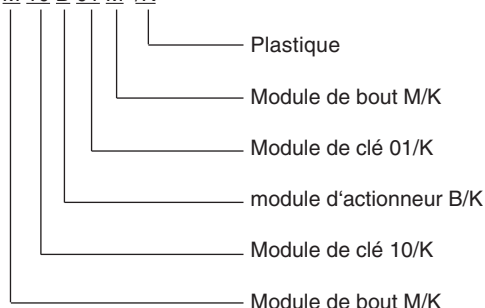 Plastique
Module de bout M/K
Module de clé 01/K
module d‘actionneur B/K
Module de clé 10/K
Module de bout M/K